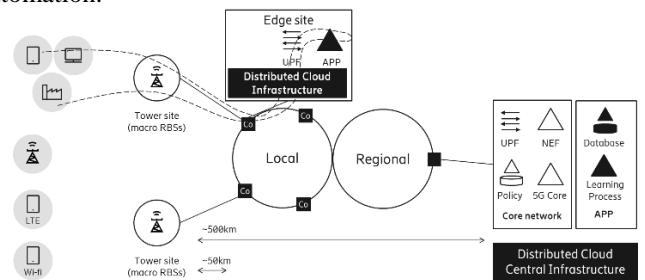 tomation.
Edge site
UPF APP
Distributed Cloud
Infrastructure
Tower site
(macro RBSs)
Co
Co
Local
Regional
Co
Co
UPF
NEF
Database
Policy
5G Core
Learning
Process
Core network
APP
LTE
Wi-fi
Tower site
(macro RBSs)
~500km
~50km
Distributed Cloud
Central Infrastructure